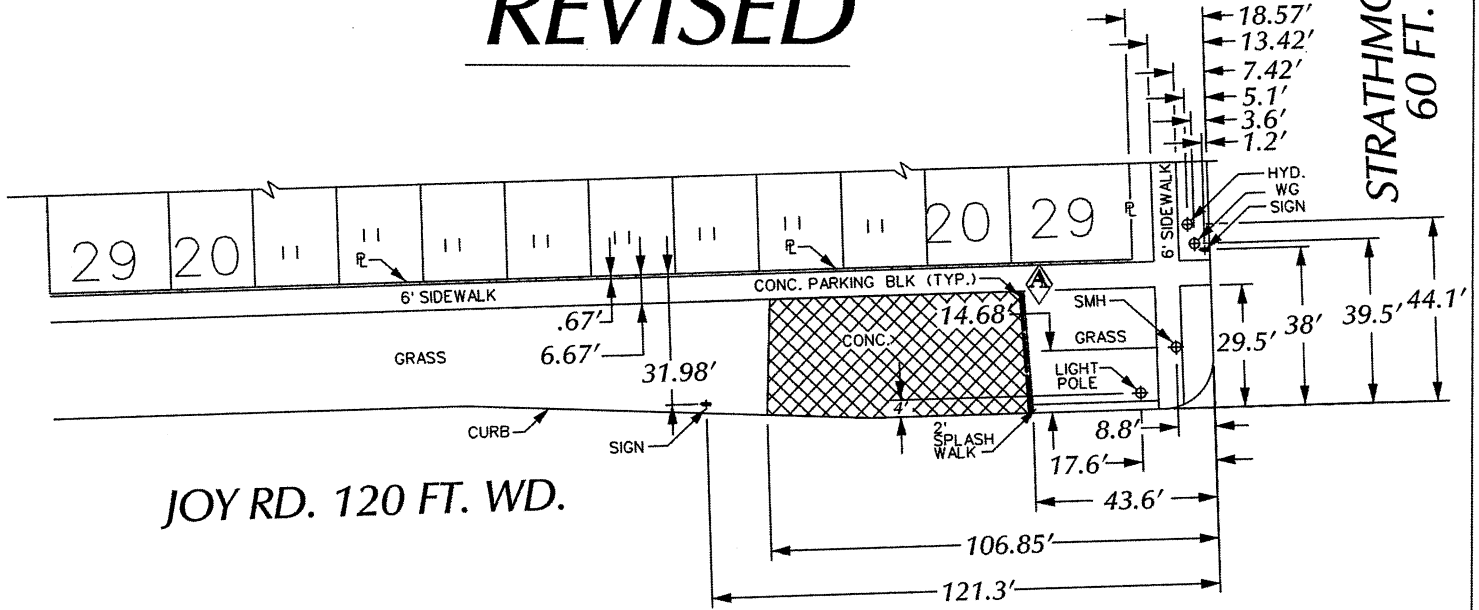 REVISED
18.57'
13.42'
7.42'
5.1'
3.6'
1.2'
60 FT.
HYD.
WG
SIGN
6' SIDEWALK
29 20 " " " " " " " " 20 29 PL
PL
PL
6' SIDEWALK
CONC. PARKING BLK (TYP.)
A
SMH
.67'
6.67'
31.98'
GRASS
CONC.
14.68'
GRASS
LIGHT
POLE
29.5'
38'
39.5'
44.1'
4'
CURB
SIGN
2'
SPLASH
WALK
8.8'
17.6'
43.6'
JOY RD. 120 FT. WD.
106.85'
121.3'